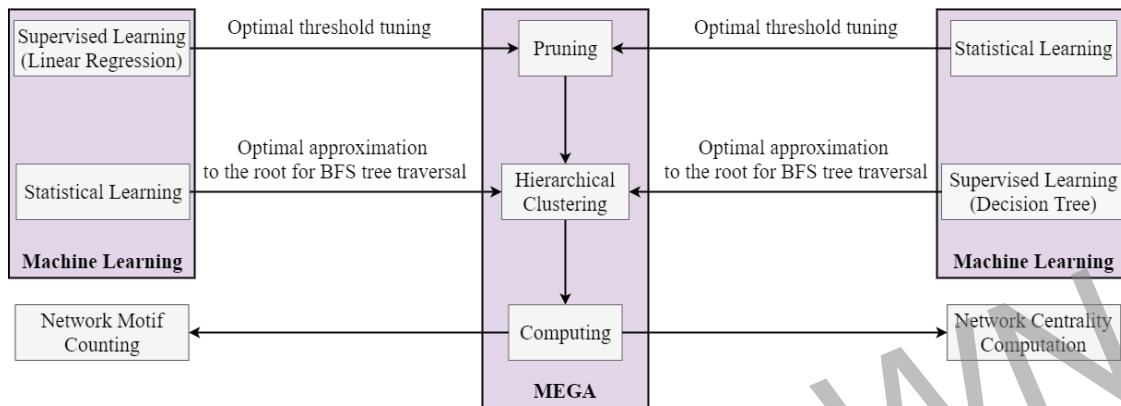 Supervised Learning
(Linear Regression)
Optimal threshold tuning
Pruning
Optimal threshold tuning
Statistical Learning
Statistical Learning
Optimal approximation
to the root for BFS tree traversal
Hierarchical
Clustering
Optimal approximation
to the root for BFS tree traversal
Supervised Learning
(Decision Tree)
Machine Learning
Machine Learning
Network Motif
Counting
Computing
Network Centrality
Computation
MEGA
WN